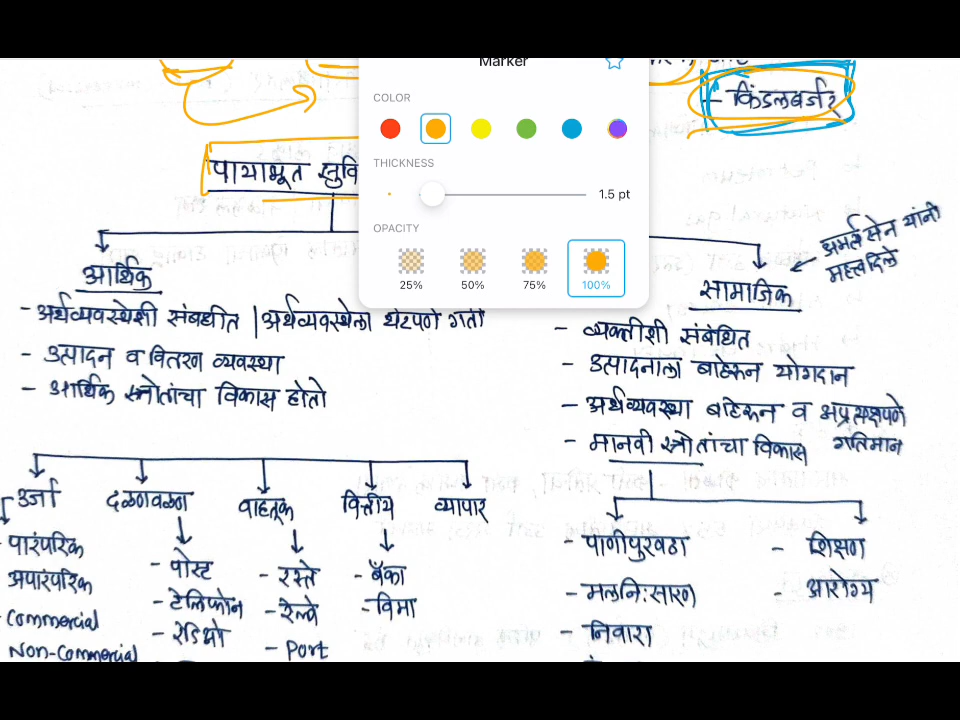 Marker
COLOR
THICKNESS
1.5 pt
OPACITY
25% 50% 75% 100%
- किंडलबर्जर
पायाभूत सुवि
अमर्त्य सेन यांनी
महत्व दिले
आर्थिक
- अर्थव्यवस्थेशी संबंधीत | अर्थव्यवस्थेला थेटपणे गती
- उत्पादन व वितरण व्यवस्था
- आर्थिक स्त्रोतांचा विकास होतो
सामाजिक
- व्यक्तीशी संबंधित
- उत्पादनाला बाहेरून योगदान
- अर्थव्यवस्था बाहेरून व अप्रत्यक्षपणे
गतिमान
- मानवी स्त्रोतांचा विकास
उर्जा दळणवळण वाहतूक वित्तीय व्यापार
- पारंपरिक
अपारंपरिक
- Commercial
Non-Commercial
- पोस्ट
- टेलिफोन
- रेडिओ
- रस्ते
- रेल्वे
- Port
- बँका
- विमा
- पाणीपुरवठा
- मलनि:सारण
- निवारा
- शिक्षण
- आरोग्य